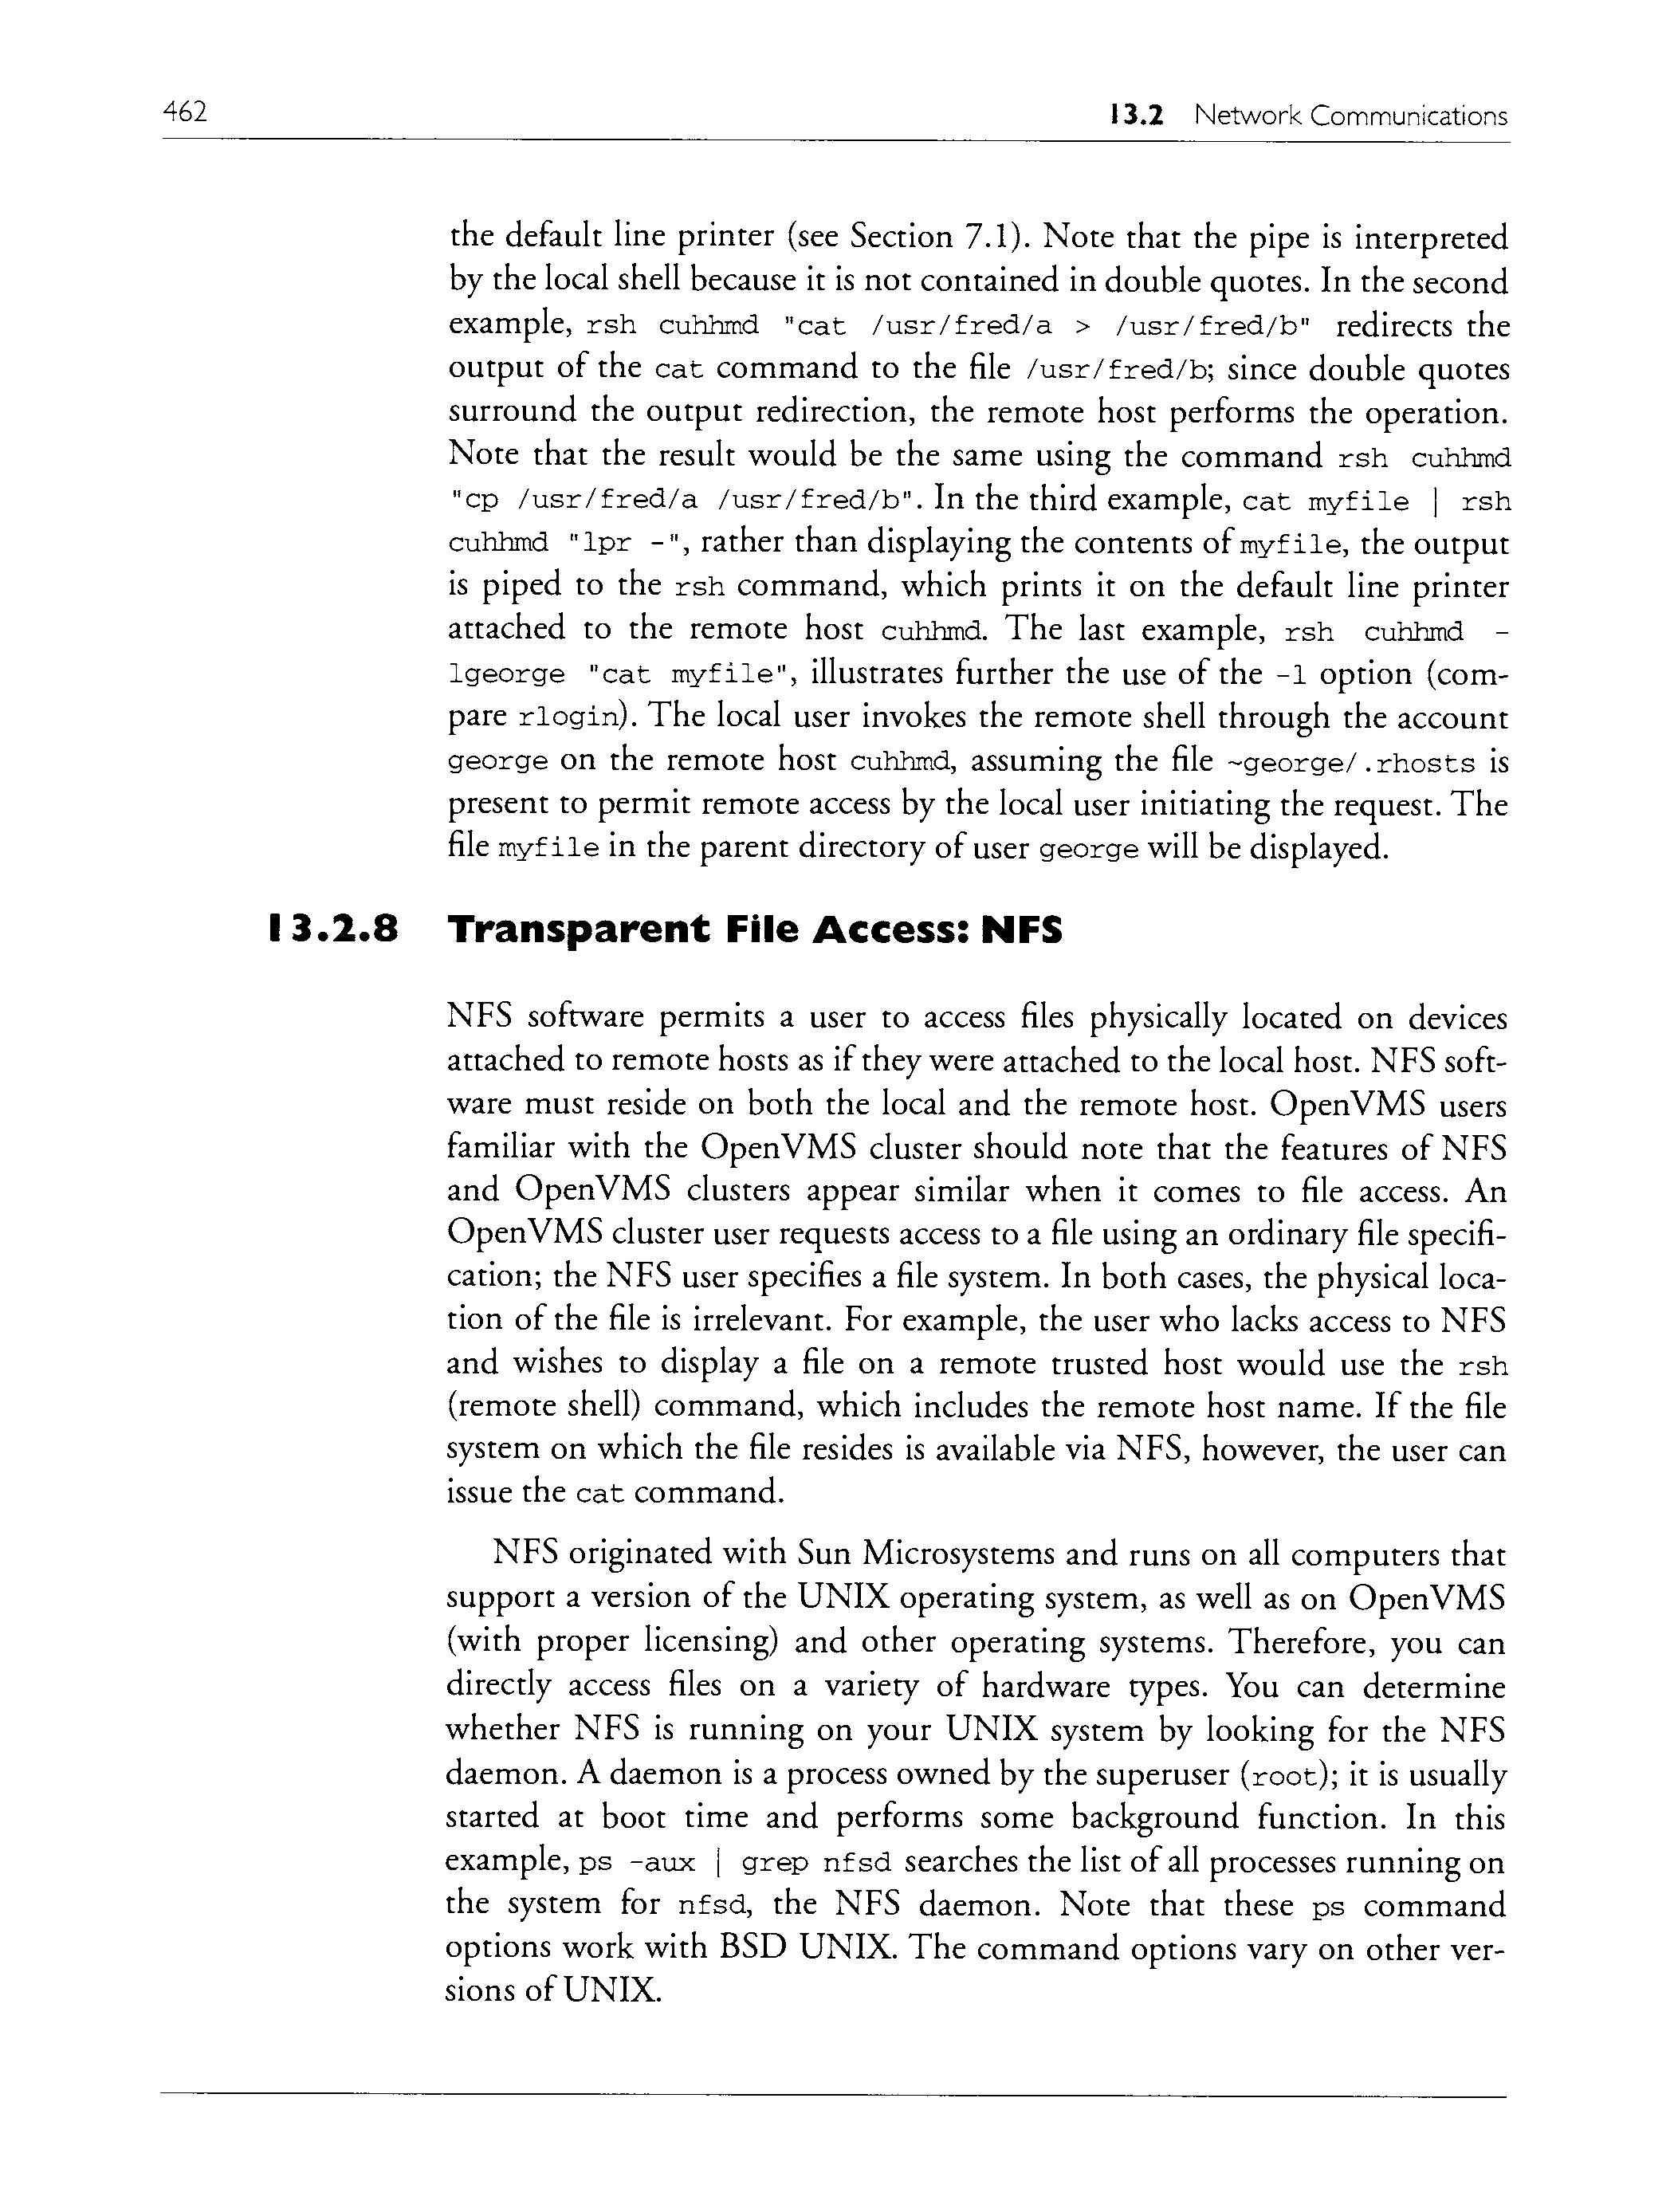 462
13.2 Network Communications
the default line printer (see Section 7.1). Note that the pipe is interpreted
by the local shell because it is not contained in double quotes. In the second
example, rsh cuhhmd "cat /usr/fred/a > /usr/fred/b" redirects the
output of the cat command to the file /usr/fred/b; since double quotes
surround the output redirection, the remote host performs the operation.
Note that the result would be the same using the command rsh cuhhmd
"cp /usr/fred/a /usr/fred/b". In the third example, cat myfile | rsh
cuhhmd "lpr -", rather than displaying the contents of myfile, the output
is piped to the rsh command, which prints it on the default line printer
attached to the remote host cuhhmd. The last example, rsh cuhhmd -
lgeorge "cat myfile", illustrates further the use of the -l option (com-
pare rlogin). The local user invokes the remote shell through the account
george on the remote host cuhhmd, assuming the file ~george/.rhosts is
present to permit remote access by the local user initiating the request. The
file myfile in the parent directory of user george will be displayed.
13.2.8 Transparent File Access: NFS
NFS software permits a user to access files physically located on devices
attached to remote hosts as if they were attached to the local host. NFS soft-
ware must reside on both the local and the remote host. OpenVMS users
familiar with the OpenVMS cluster should note that the features of NFS
and OpenVMS clusters appear similar when it comes to file access. An
OpenVMS cluster user requests access to a file using an ordinary file specifi-
cation; the NFS user specifies a file system. In both cases, the physical loca-
tion of the file is irrelevant. For example, the user who lacks access to NFS
and wishes to display a file on a remote trusted host would use the rsh
(remote shell) command, which includes the remote host name. If the file
system on which the file resides is available via NFS, however, the user can
issue the cat command.
NFS originated with Sun Microsystems and runs on all computers that
support a version of the UNIX operating system, as well as on OpenVMS
(with proper licensing) and other operating systems. Therefore, you can
directly access files on a variety of hardware types. You can determine
whether NFS is running on your UNIX system by looking for the NFS
daemon. A daemon is a process owned by the superuser (root); it is usually
started at boot time and performs some background function. In this
example, ps -aux | grep nfsd searches the list of all processes running on
the system for nfsd, the NFS daemon. Note that these ps command
options work with BSD UNIX. The command options vary on other ver-
sions of UNIX.